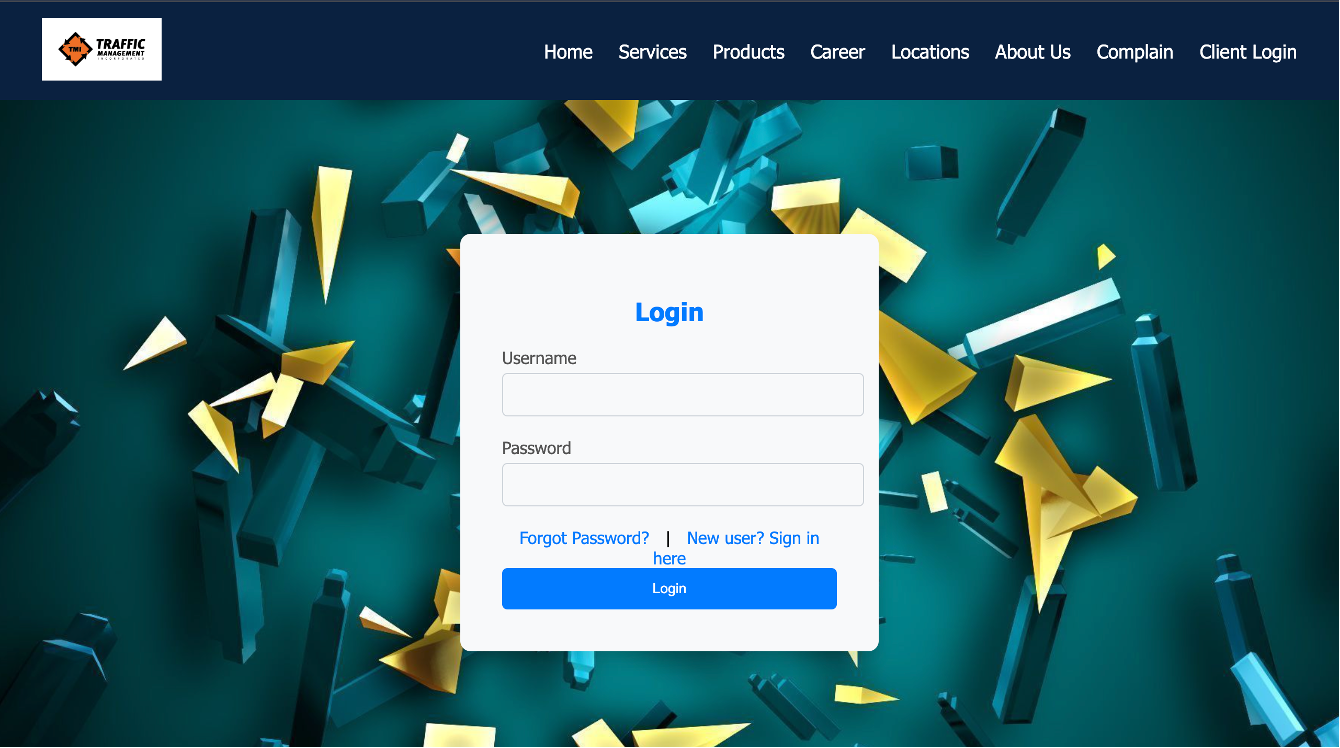 TMI
TRAFFIC
MANAGEMENT
INCORPORATED
Home Services Products Career Locations About Us Complain Client Login
Login
Username
Password
Forgot Password? | New user? Sign in
here
Login